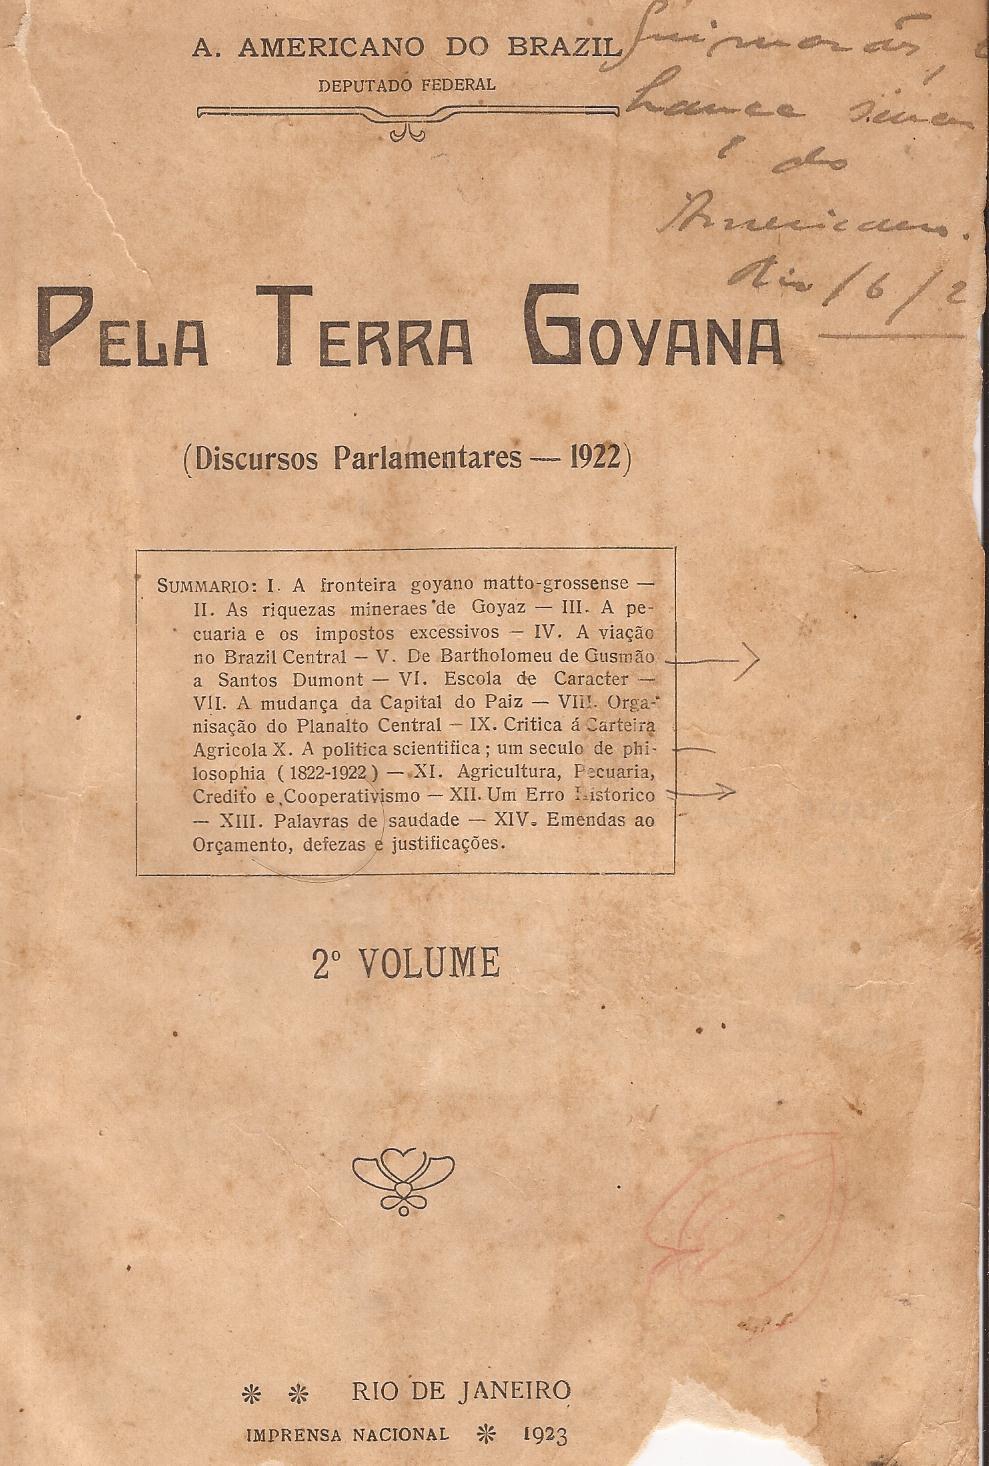 A. AMERICANO DO BRAZIL
DEPUTADO FEDERAL
Guimarães,
do
Americano.
Rio / 6 / 2
PELA TERRA GOYANA
(Discursos Parlamentares — 1922)
SUMMARIO: I. A fronteira goyano matto-grossense —
II. As riquezas mineraes de Goyaz — III. A pe-
cuaria e os impostos excessivos — IV. A viação
no Brazil Central — V. De Bartholomeu de Gusmão
a Santos Dumont — VI. Escola de Caracter —
VII. A mudança da Capital do Paiz — VIII. Orga-
nisação do Planalto Central — IX. Critica á Carteira
Agricola X. A politica scientifica ; um seculo de phi-
losophia ( 1822-1922 ) — XI. Agricultura, Pecuaria,
Credito e Cooperativismo — XII. Um Erro Historico
— XIII. Palavras de saudade — XIV. Emendas ao
Orçamento, defezas e justificações.
2º VOLUME
RIO DE JANEIRO
IMPRENSA NACIONAL 1923